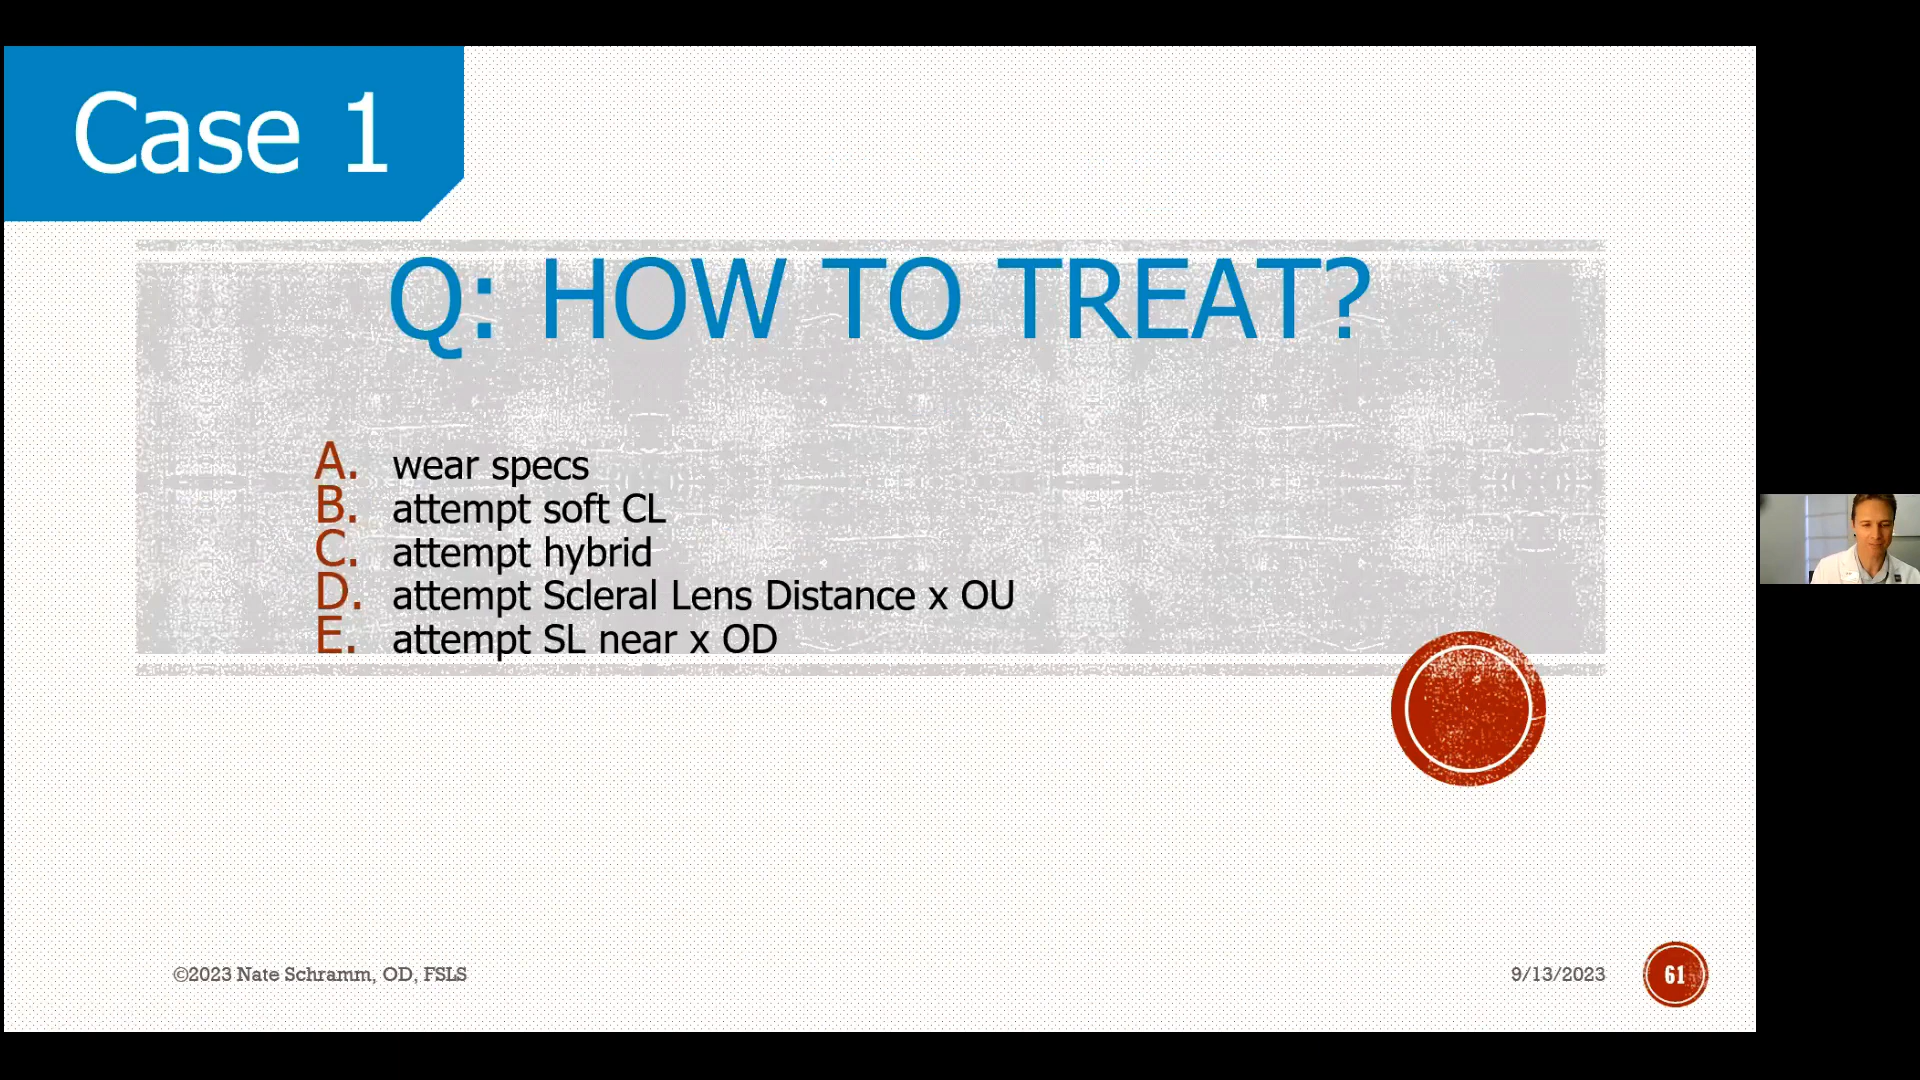 Case 1
Q: HOW TO TREAT?
A. wear specs
B. attempt soft CL
C. attempt hybrid
D. attempt Scleral Lens Distance x OU
E. attempt SL near x OD
©2023 Nate Schramm, OD, FSLS
9/13/2023
61